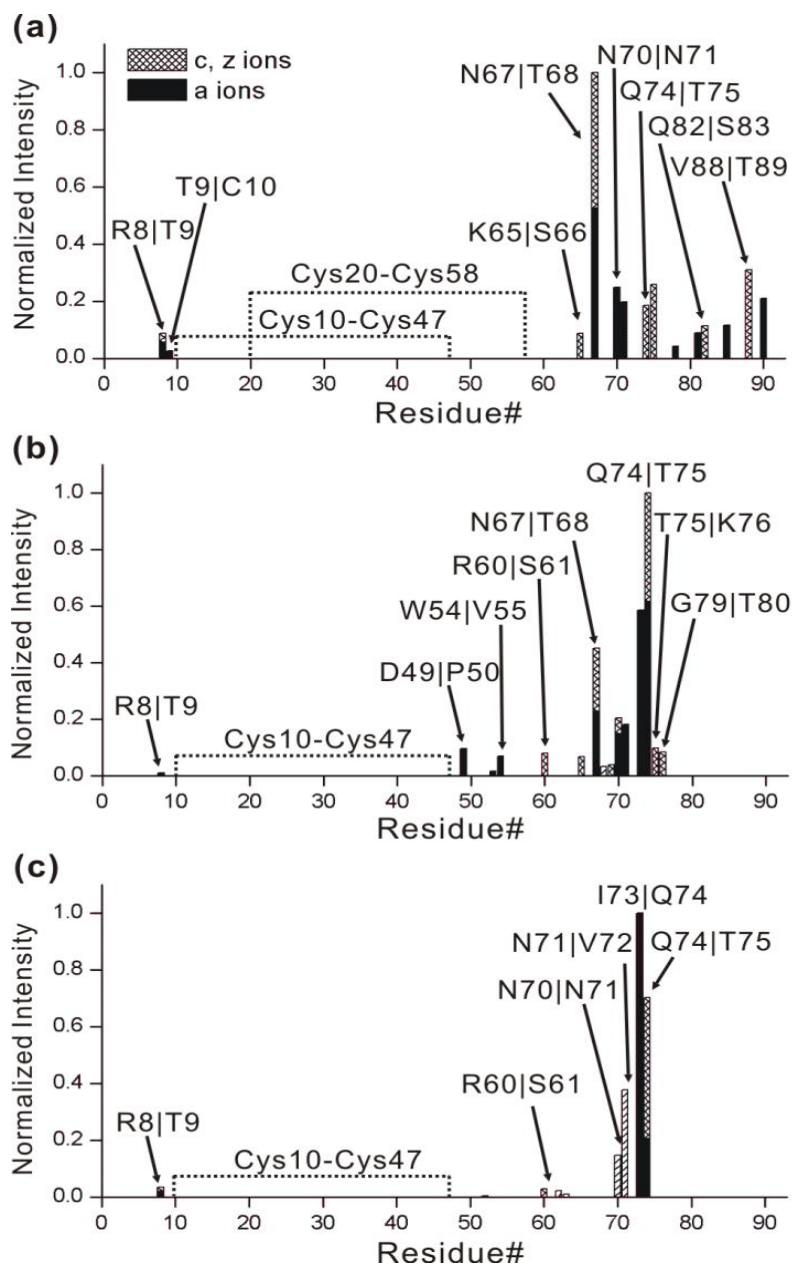 (a)
c, z ions
a ions
N67|T68
N70|N71
Q74|T75
Q82|S83
V88|T89
T9|C10
R8|T9
K65|S66
Cys20-Cys58
Cys10-Cys47
Normalized Intensity
1.0
0.8
0.6
0.4
0.2
0.0
0 10 20 30 40 50 60 70 80 90
Residue#
(b)
Q74|T75
N67|T68
T75|K76
R60|S61
W54|V55
G79|T80
D49|P50
R8|T9
Cys10-Cys47
Normalized Intensity
1.0
0.8
0.6
0.4
0.2
0.0
0 10 20 30 40 50 60 70 80 90
Residue#
(c)
I73|Q74
N71|V72
Q74|T75
N70|N71
R60|S61
R8|T9
Cys10-Cys47
Normalized Intensity
1.0
0.8
0.6
0.4
0.2
0.0
0 10 20 30 40 50 60 70 80 90
Residue#